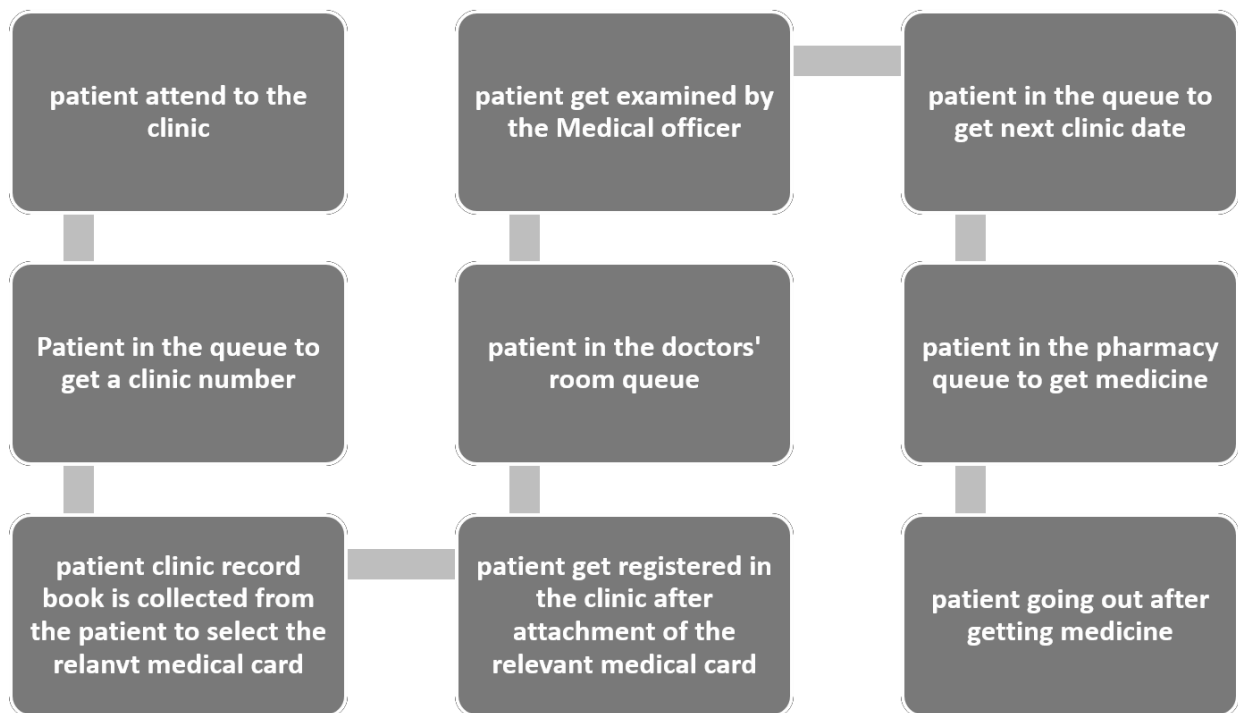 patient attend to the
clinic
Patient in the queue to
get a clinic number
patient clinic record
book is collected from
the patient to select the
relanvt medical card
patient get registered in
the clinic after
attachment of the
relevant medical card
patient in the doctors'
room queue
patient get examined by
the Medical officer
patient in the queue to
get next clinic date
patient in the pharmacy
queue to get medicine
patient going out after
getting medicine